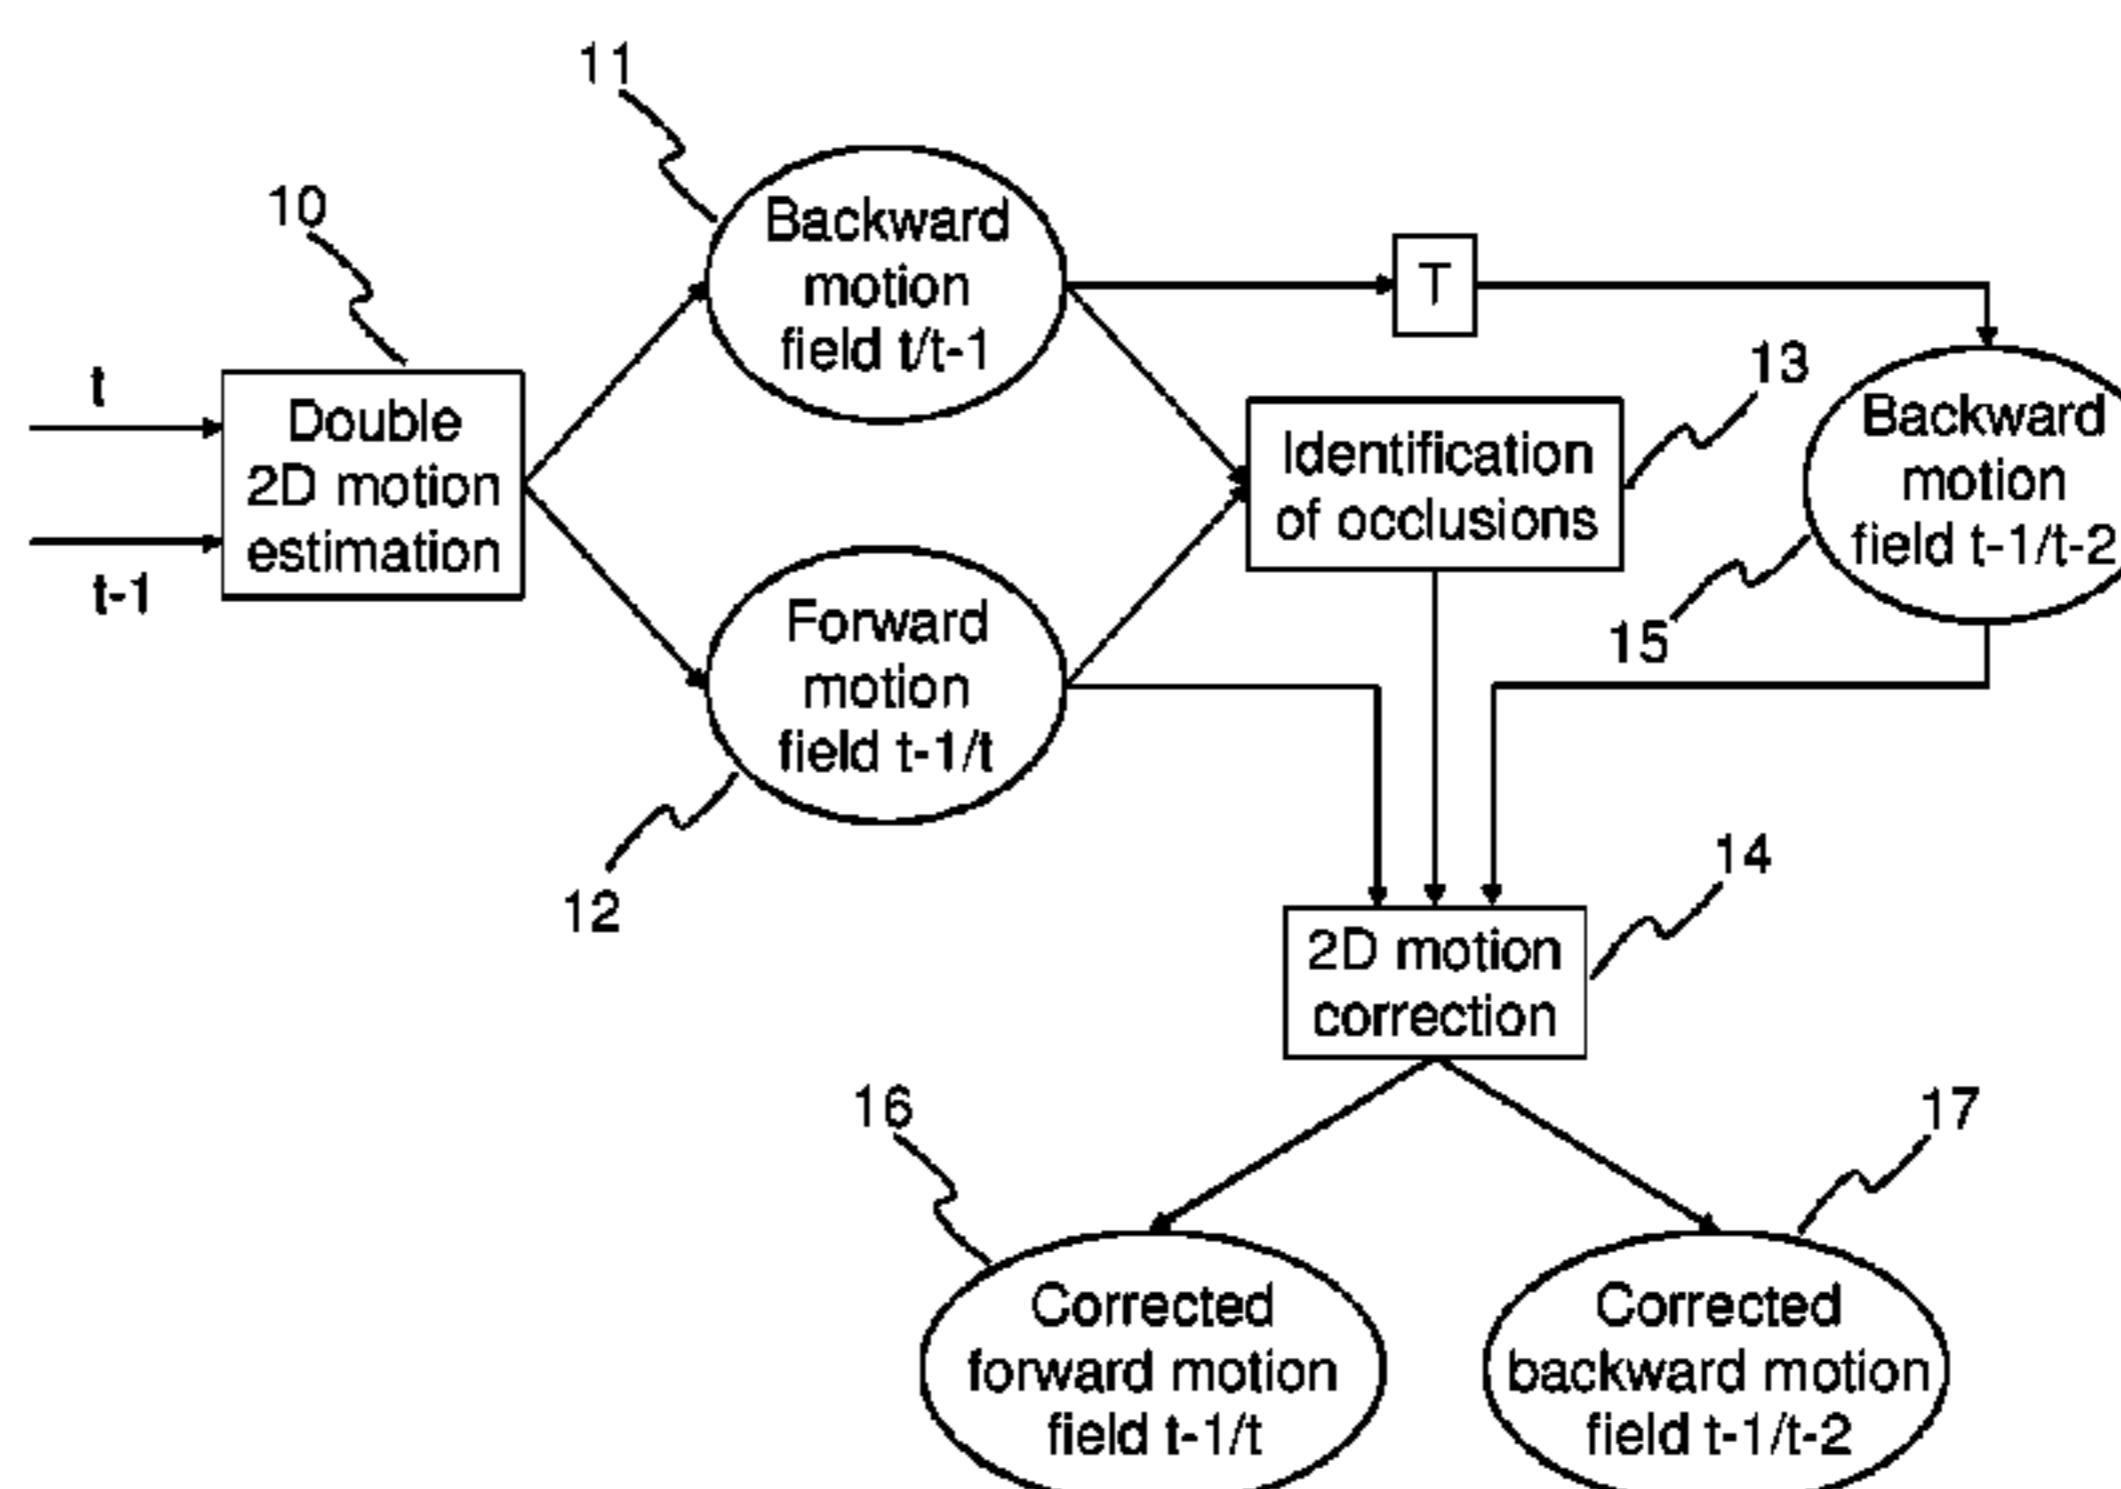 11
10
Backward
motion
field t/t-1
T
13
t
Double
2D motion
estimation
t-1
Identification
of occlusions
Backward
motion
field t-1/t-2
15
Forward
motion
field t-1/t
12
14
2D motion
correction
16
17
Corrected
forward motion
field t-1/t
Corrected
backward motion
field t-1/t-2